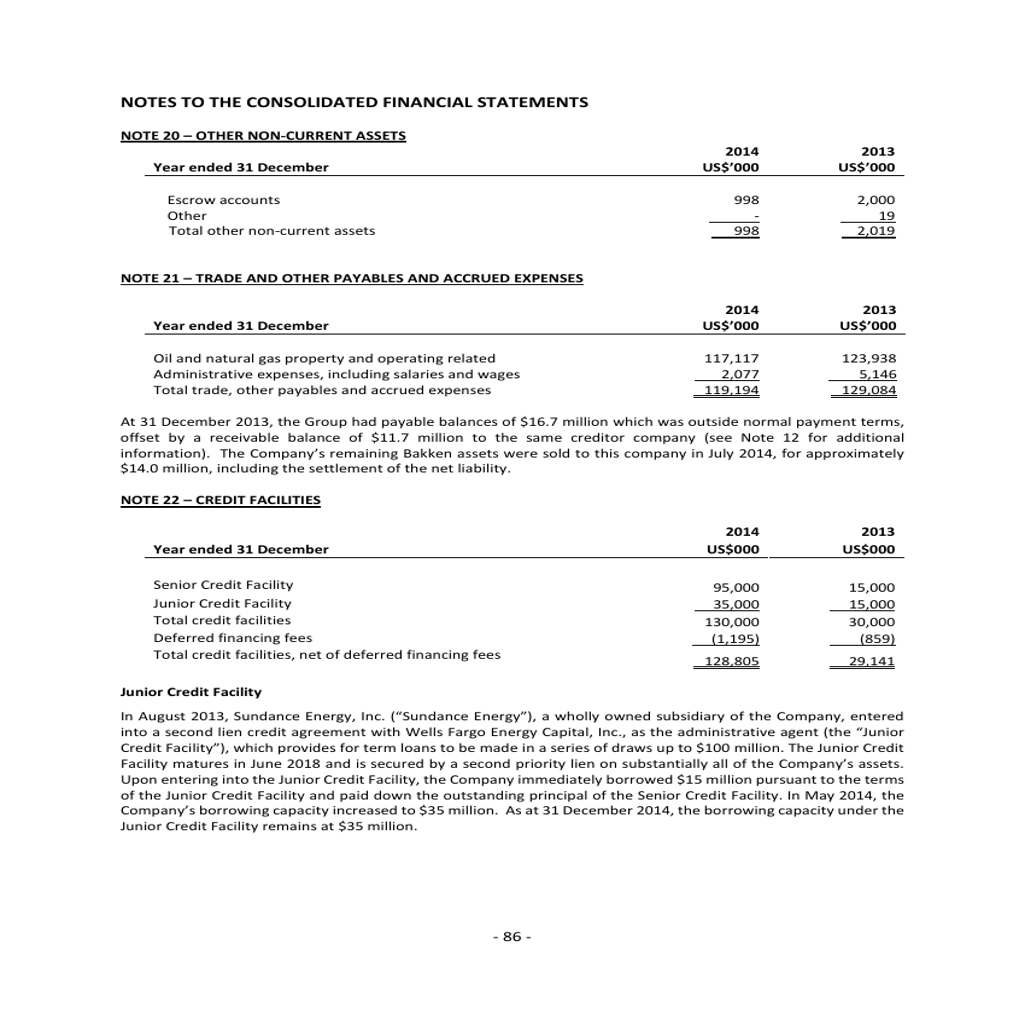 NOTES TO THE CONSOLIDATED FINANCIAL STATEMENTS
NOTE 20 – OTHER NON-CURRENT ASSETS
2014 2013
Year ended 31 December US$’000 US$’000
Escrow accounts 998 2,000
Other - 19
Total other non-current assets 998 2,019
NOTE 21 – TRADE AND OTHER PAYABLES AND ACCRUED EXPENSES
2014 2013
Year ended 31 December US$’000 US$’000
Oil and natural gas property and operating related 117,117 123,938
Administrative expenses, including salaries and wages 2,077 5,146
Total trade, other payables and accrued expenses 119,194 129,084
At 31 December 2013, the Group had payable balances of $16.7 million which was outside normal payment terms,
offset by a receivable balance of $11.7 million to the same creditor company (see Note 12 for additional
information). The Company’s remaining Bakken assets were sold to this company in July 2014, for approximately
$14.0 million, including the settlement of the net liability.
NOTE 22 – CREDIT FACILITIES
2014 2013
Year ended 31 December US$000 US$000
Senior Credit Facility 95,000 15,000
Junior Credit Facility 35,000 15,000
Total credit facilities 130,000 30,000
Deferred financing fees (1,195) (859)
Total credit facilities, net of deferred financing fees 128,805 29,141
Junior Credit Facility
In August 2013, Sundance Energy, Inc. (“Sundance Energy”), a wholly owned subsidiary of the Company, entered
into a second lien credit agreement with Wells Fargo Energy Capital, Inc., as the administrative agent (the “Junior
Credit Facility”), which provides for term loans to be made in a series of draws up to $100 million. The Junior Credit
Facility matures in June 2018 and is secured by a second priority lien on substantially all of the Company’s assets.
Upon entering into the Junior Credit Facility, the Company immediately borrowed $15 million pursuant to the terms
of the Junior Credit Facility and paid down the outstanding principal of the Senior Credit Facility. In May 2014, the
Company’s borrowing capacity increased to $35 million. As at 31 December 2014, the borrowing capacity under the
Junior Credit Facility remains at $35 million.
- 86 -